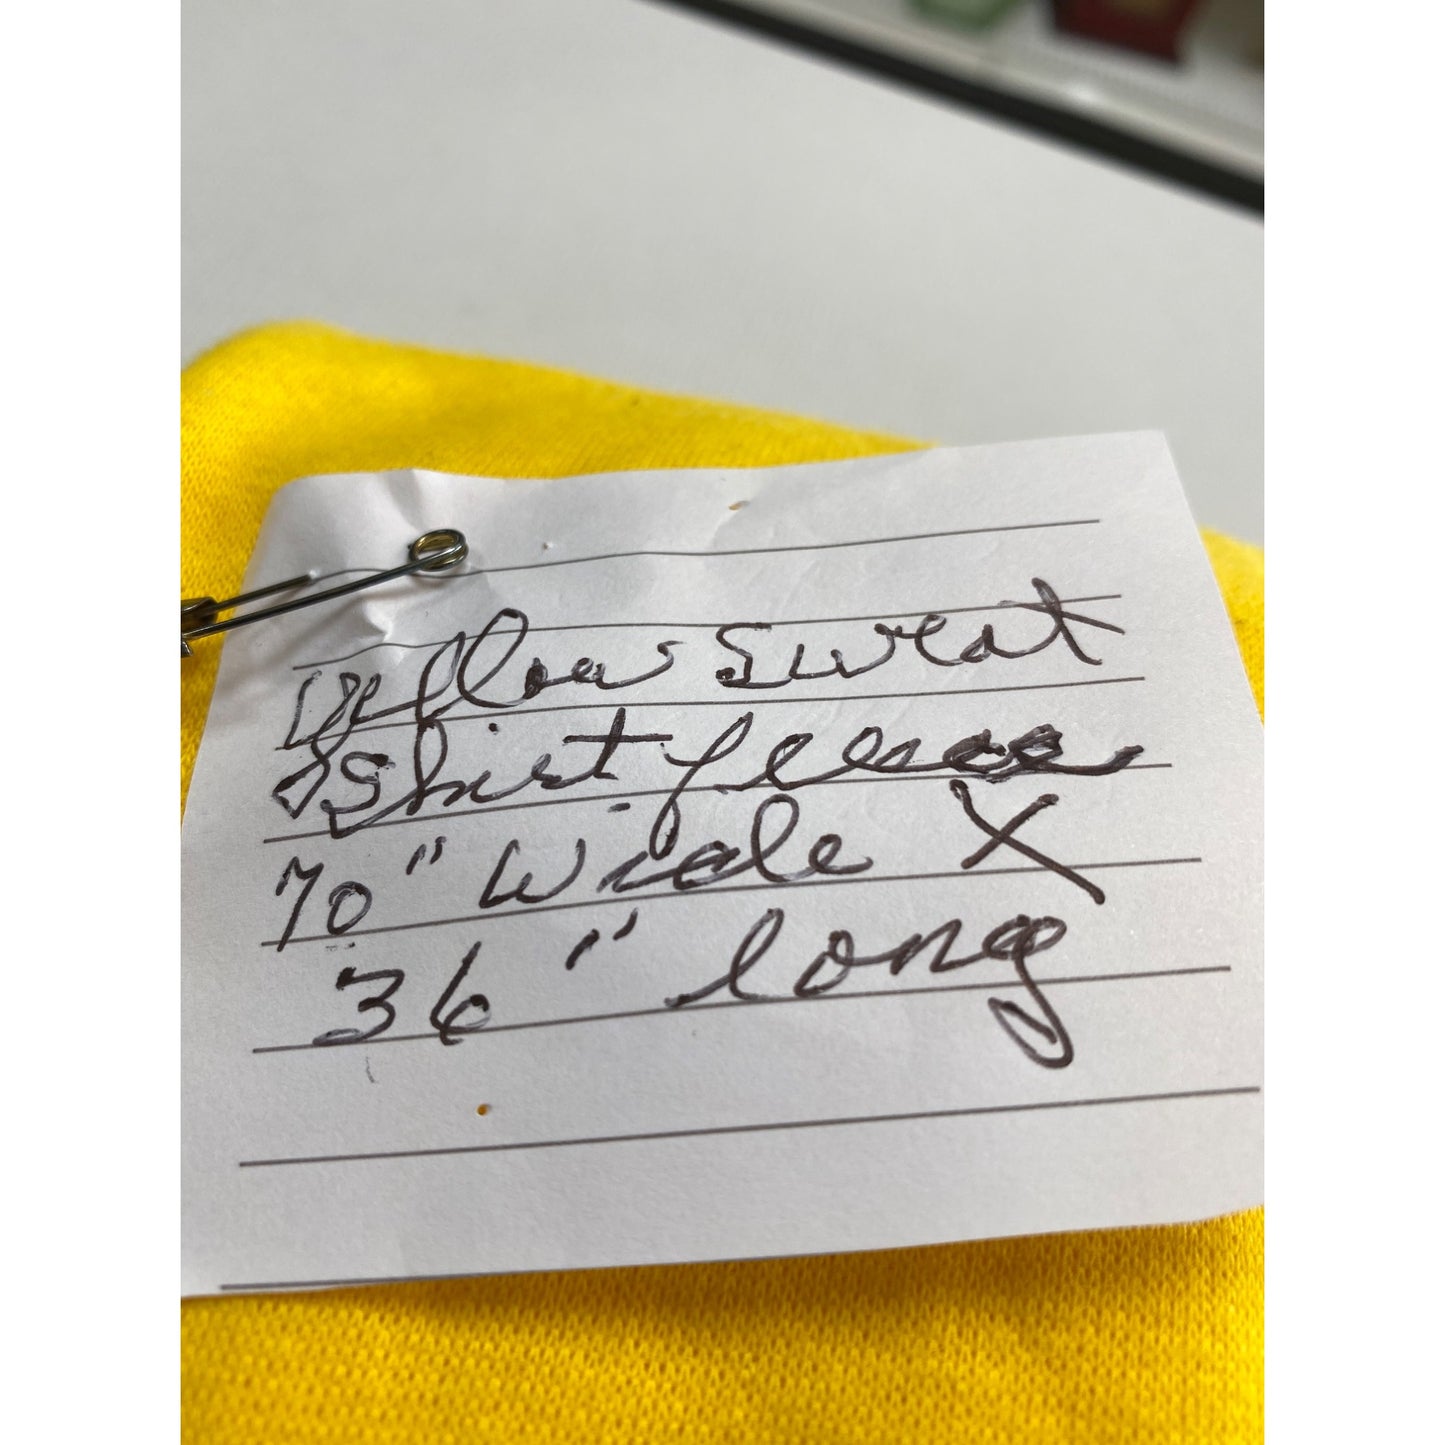 Yellow Sweat
Shirt fleece
70" Wide X
36" long